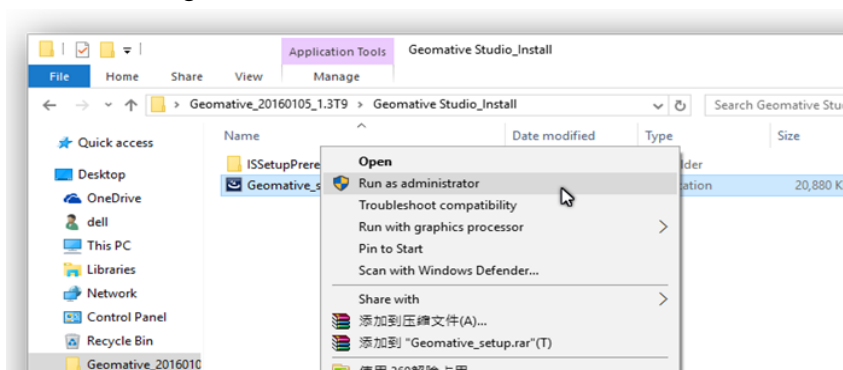 Application Tools
Geomative Studio_Install
File
Home
Share
View
Manage
Geomative_20160105_1.3T9 > Geomative Studio_Install
Search Geomative Stu
Quick access
Name
Date modified
Type
Size
Desktop
ISSetupPrere
lder
Geomative_s
cation
20,880 K
OneDrive
dell
This PC
Libraries
Network
Control Panel
Recycle Bin
Geomative_2016010
Open
Run as administrator
Troubleshoot compatibility
Run with graphics processor
Pin to Start
Scan with Windows Defender...
Share with
添加到压缩文件(A)...
添加到 "Geomative_setup.rar"(T)